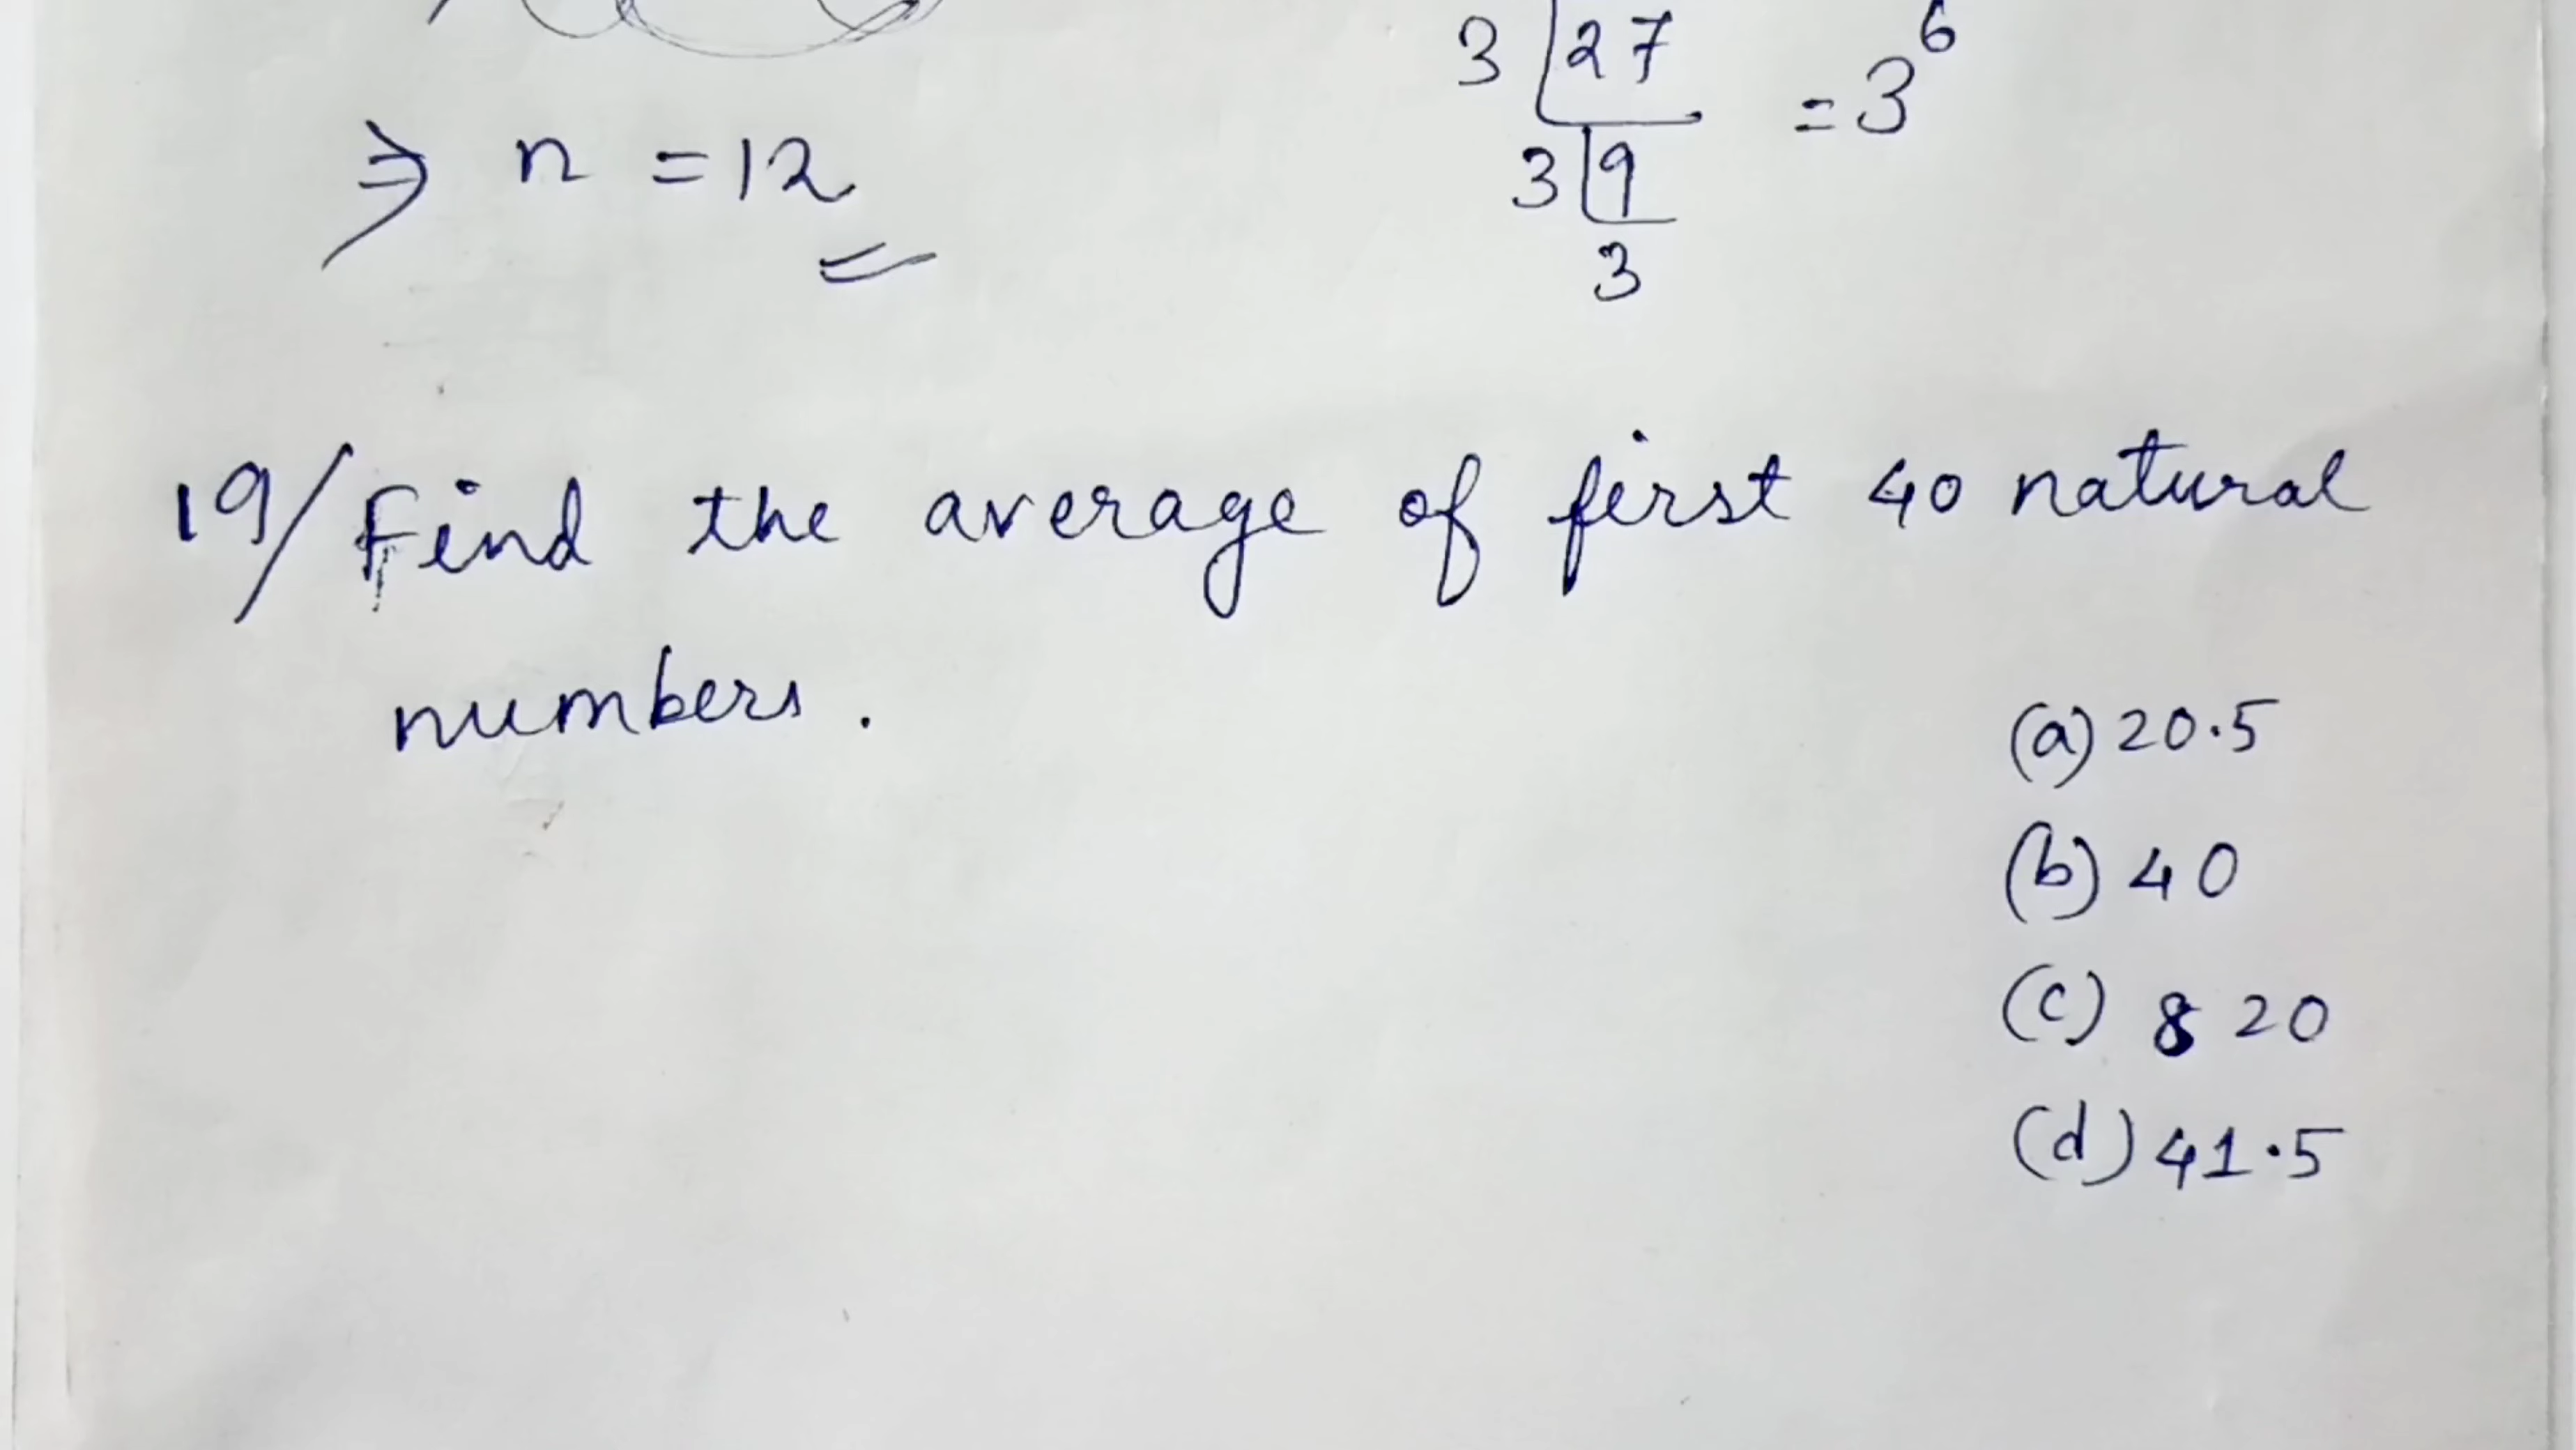 3 | 27 = 3^6
⇒ n = 12
3 | 9
3
19/ Find the average of first 40 natural
numbers.
(a) 20.5
(b) 40
(c) 820
(d) 41.5